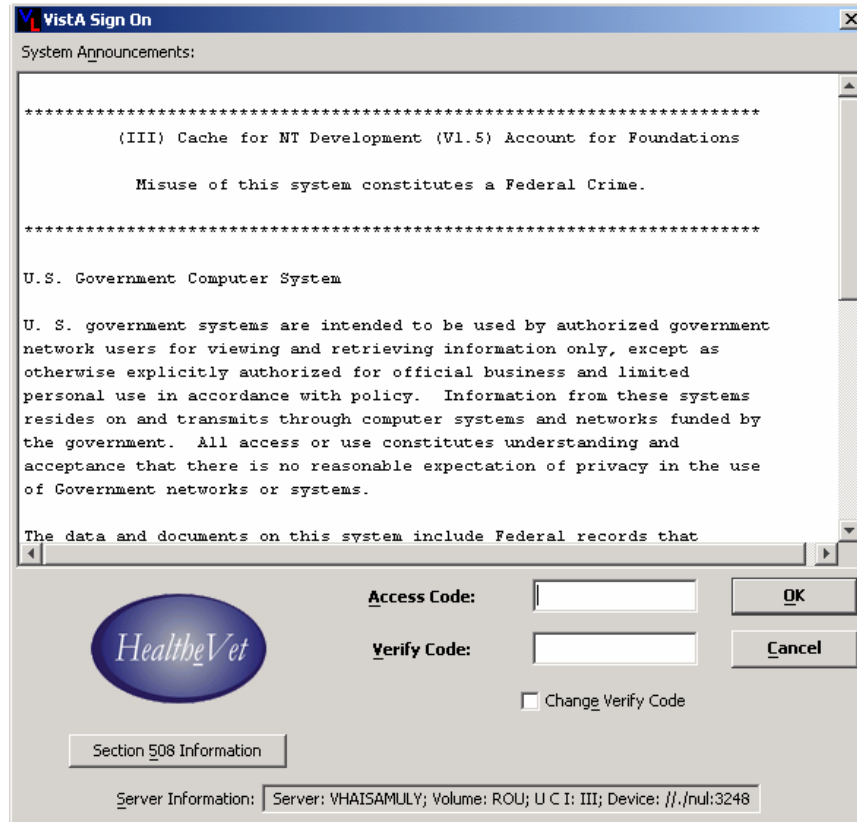 VistA Sign On
System Announcements:
*******************************************************************************
(III) Cache for NT Development (V1.5) Account for Foundations
Misuse of this system constitutes a Federal Crime.
*******************************************************************************
U.S. Government Computer System
U. S. government systems are intended to be used by authorized government
network users for viewing and retrieving information only, except as
otherwise explicitly authorized for official business and limited
personal use in accordance with policy.  Information from these systems
resides on and transmits through computer systems and networks funded by
the government.  All access or use constitutes understanding and
acceptance that there is no reasonable expectation of privacy in the use
of Government networks or systems.
The data and documents on this system include Federal records that
Access Code:
OK
HealtheVet
Verify Code:
Cancel
Change Verify Code
Section 508 Information
Server Information: Server: VHAISAMULY; Volume: ROU; U C I: III; Device: //./nul:3248